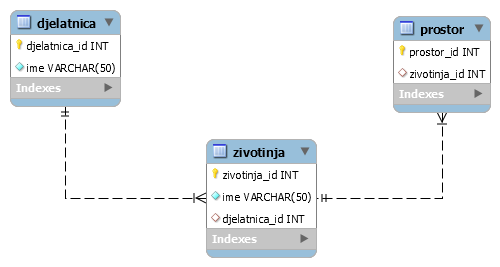 djelatnica
djelatnica_id INT
ime VARCHAR(50)
Indexes
prostor
prostor_id INT
zivotinja_id INT
Indexes
zivotinja
zivotinja_id INT
ime VARCHAR(50)
djelatnica_id INT
Indexes